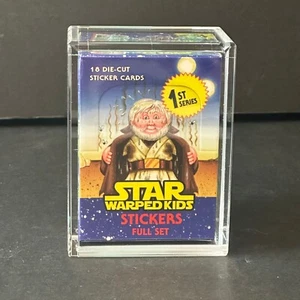 18 DIE-CUT
STICKER CARDS
1ST
SERIES
STAR
WARPED KIDS
STICKERS
FULL SET